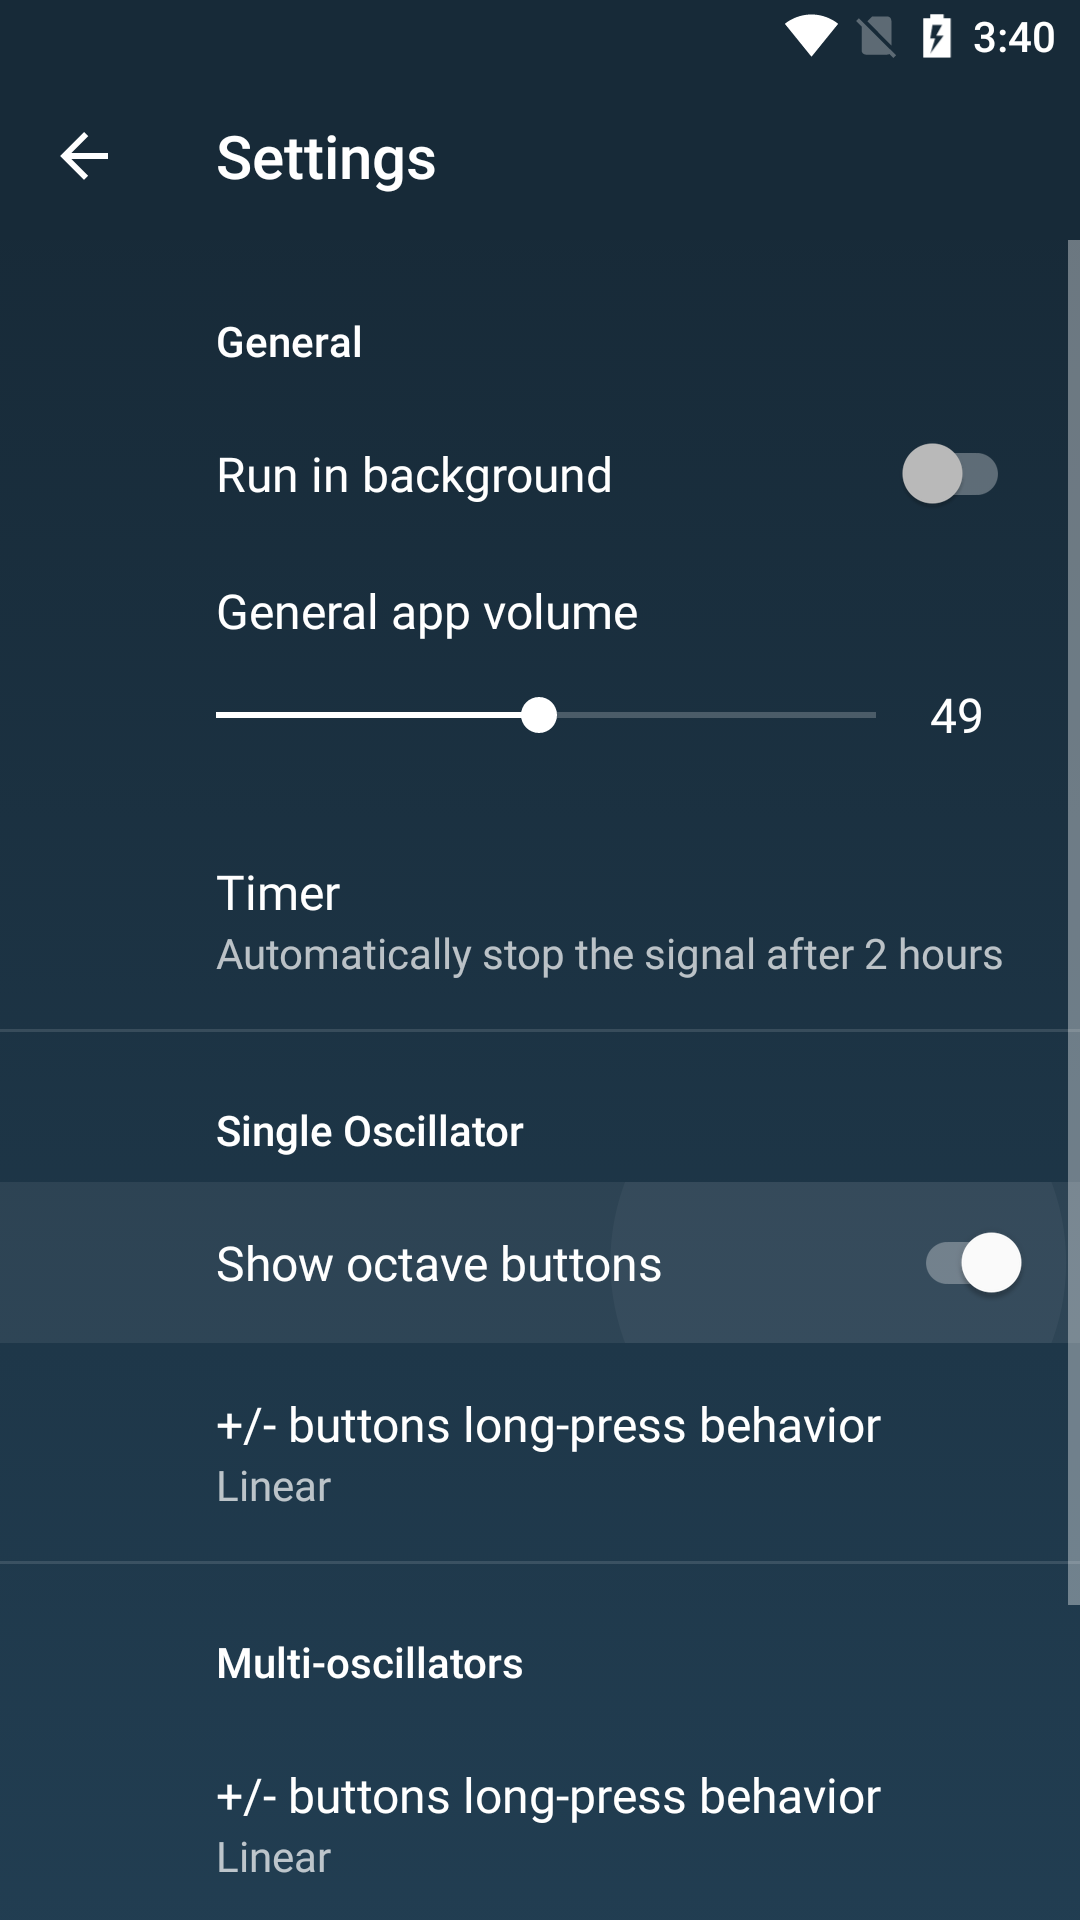 3:40
Settings
General
Run in background
General app volume
49
Timer
Automatically stop the signal after 2 hours
Single Oscillator
Show octave buttons
+/- buttons long-press behavior
Linear
Multi-oscillators
+/- buttons long-press behavior
Linear